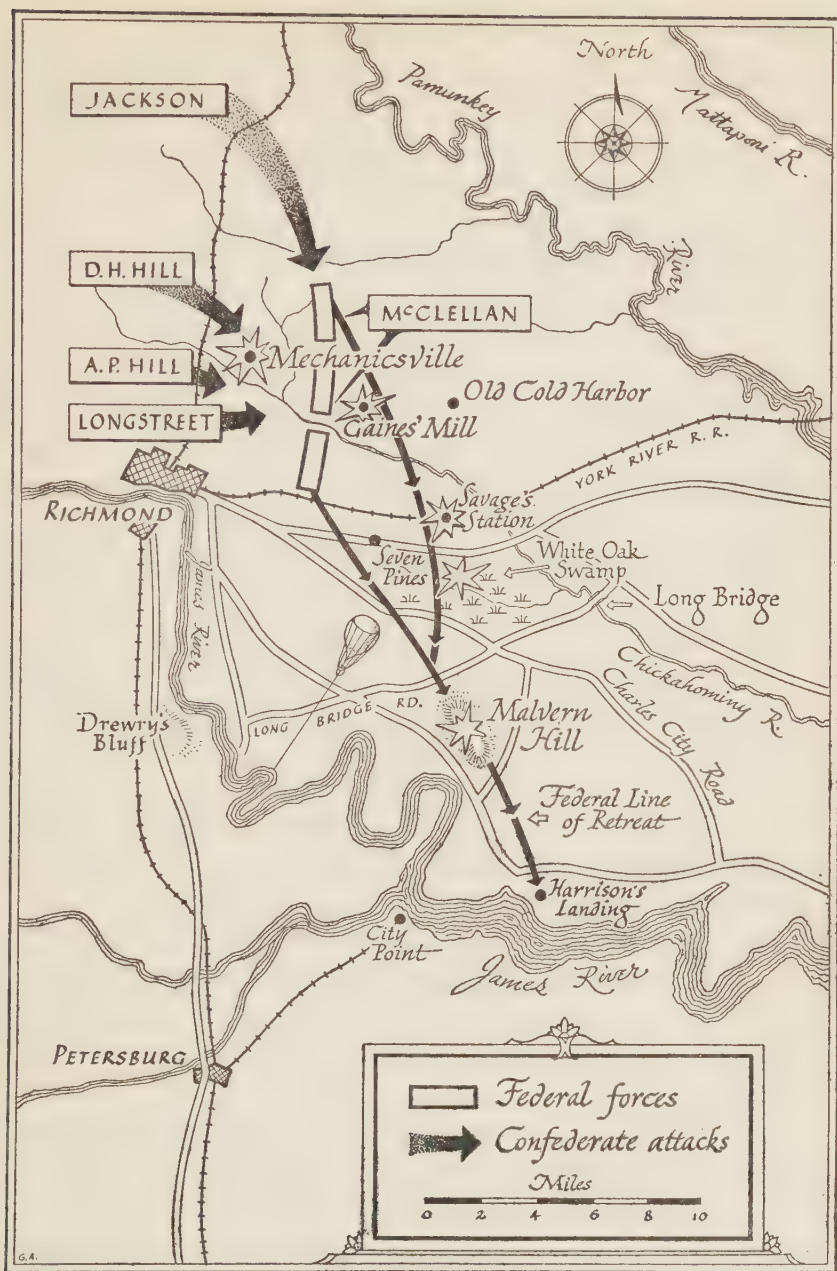 North
JACKSON
Pamunkey
Mattaponi R.
River
D.H. HILL
McCLELLAN
Mechanicsville
A.P. HILL
Old Cold Harbor
LONGSTREET
Gaines' Mill
YORK RIVER R.R.
Savage's
Station
RICHMOND
Seven
Pines
White Oak
Swamp
James River
Long Bridge
Chickahominy R.
Charles City
Road
Drewry's
Bluff
LONG BRIDGE RD.
Malvern
Hill
Federal Line
of Retreat
Harrison's
Landing
City
Point
James River
PETERSBURG
Federal forces
Confederate attacks
Miles
0 2 4 6 8 10
G.A.